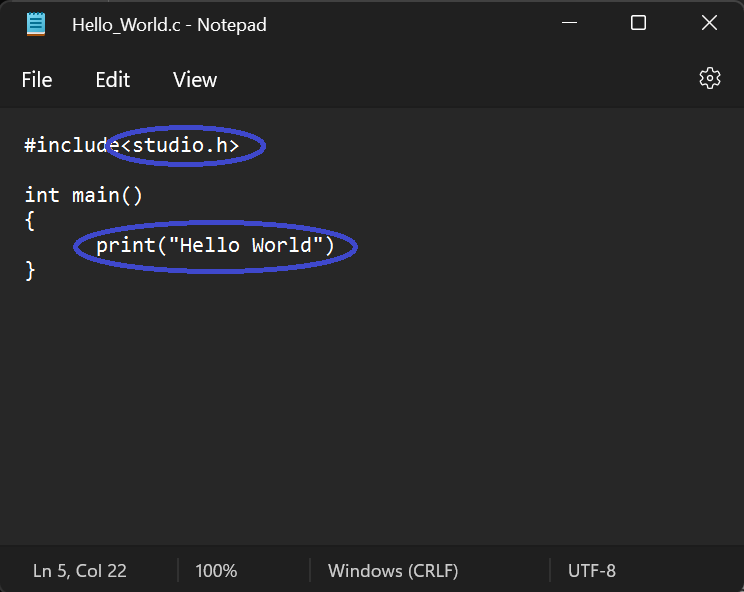 Hello_World.c - Notepad
File Edit View
#include<studio.h>
int main()
{
print("Hello World")
}
Ln 5, Col 22 100% Windows (CRLF) UTF-8